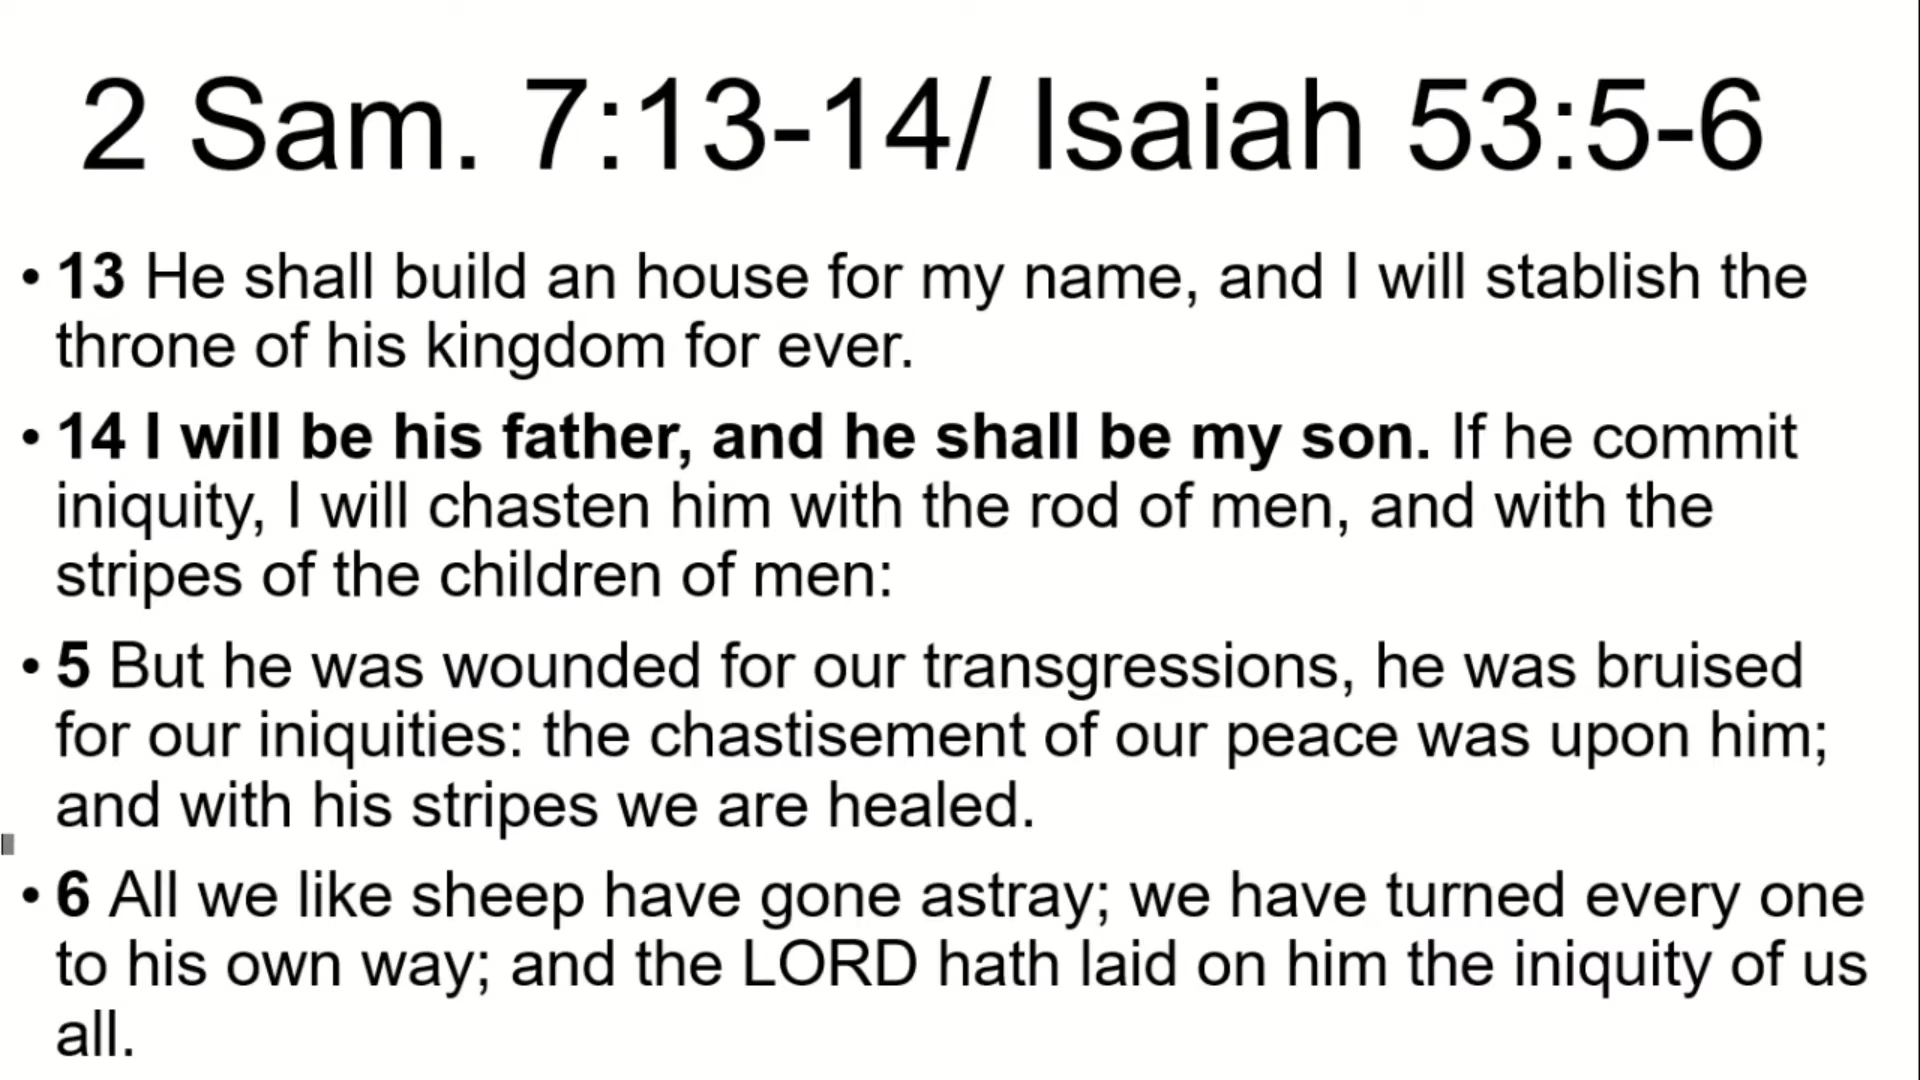 2 Sam. 7:13-14/ Isaiah 53:5-6
• 13 He shall build an house for my name, and I will stablish the
throne of his kingdom for ever.
• 14 I will be his father, and he shall be my son. If he commit
iniquity, I will chasten him with the rod of men, and with the
stripes of the children of men:
• 5 But he was wounded for our transgressions, he was bruised
for our iniquities: the chastisement of our peace was upon him;
and with his stripes we are healed.
• 6 All we like sheep have gone astray; we have turned every one
to his own way; and the LORD hath laid on him the iniquity of us
all.